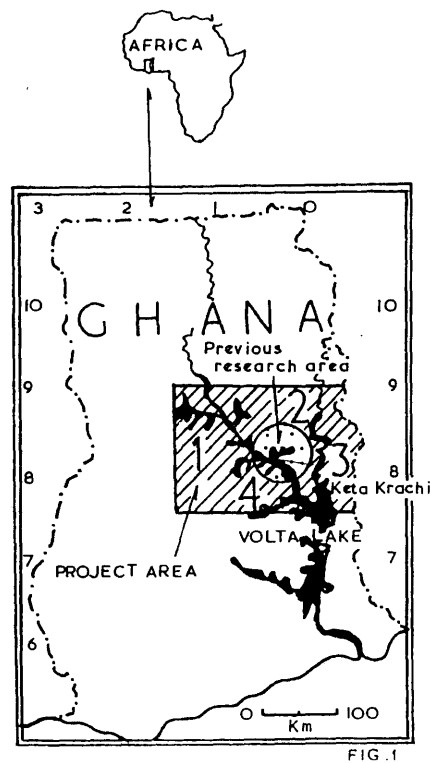 AFRICA
3 2 1 0
10 10
GHANA
Previous
research area
9 9
2
1 3
8 8
4 Keta Krachi
VOLTA LAKE
7 7
PROJECT AREA
6
0 100
Km
FIG.1